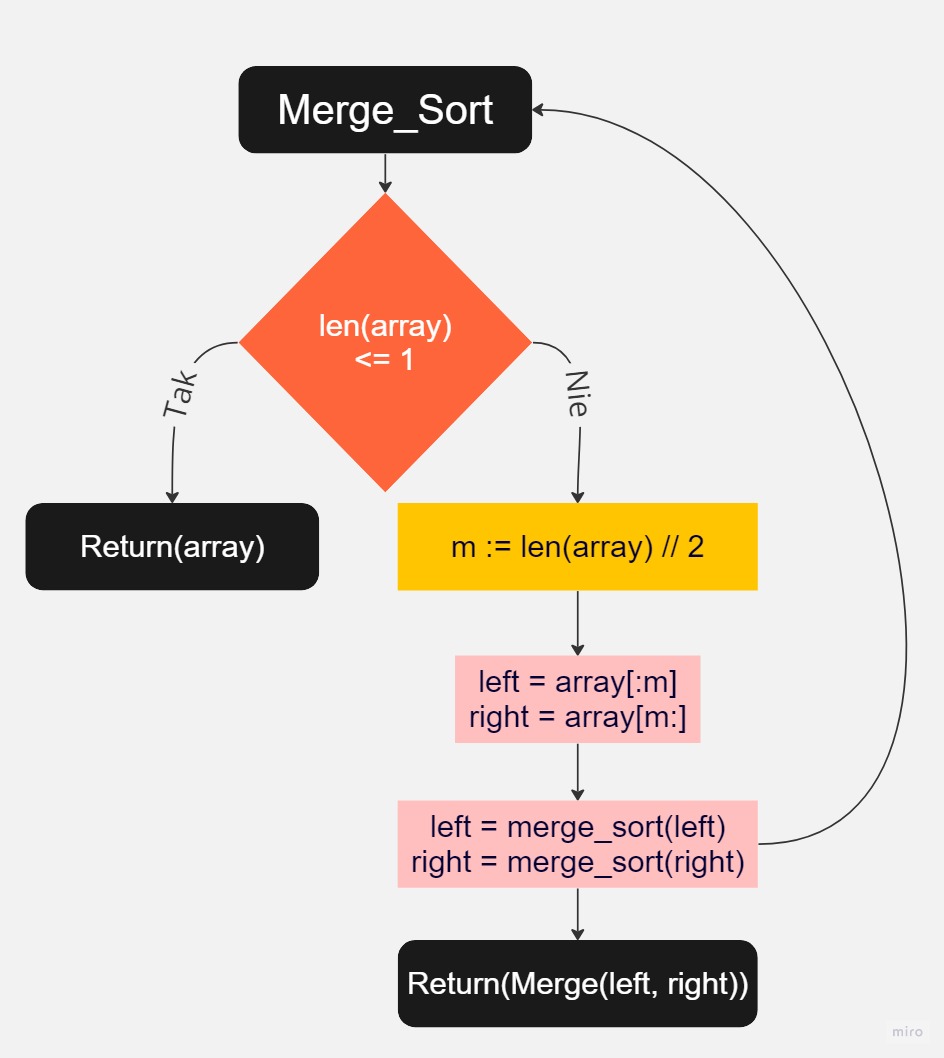 Merge_Sort
len(array)
<= 1
Tak
Nie
Return(array)
m := len(array) // 2
left = array[:m]
right = array[m:]
left = merge_sort(left)
right = merge_sort(right)
Return(Merge(left, right))
miro